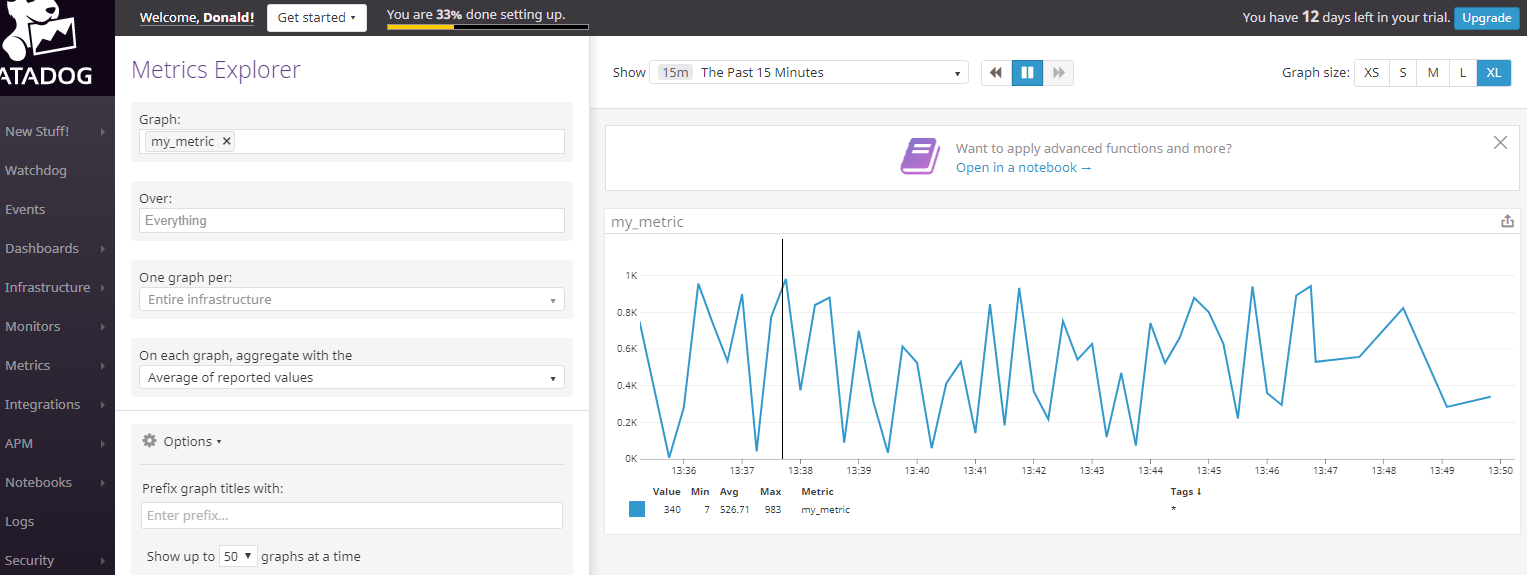 Welcome, Donald!
Get started
You are 33% done setting up.
You have 12 days left in your trial.
Upgrade
ATADOG
New Stuff!
Watchdog
Events
Dashboards
Infrastructure
Monitors
Metrics
Integrations
APM
Notebooks
Logs
Security
Metrics Explorer
Graph:
my_metric ×
Over:
Everything
One graph per:
Entire infrastructure
On each graph, aggregate with the
Average of reported values
Options
Prefix graph titles with:
Enter prefix...
Show up to 50 graphs at a time
Show 15m The Past 15 Minutes
Graph size: XS S M L XL
Want to apply advanced functions and more?
Open in a notebook →
my_metric
1K
0.8K
0.6K
0.4K
0.2K
0K
13:36 13:37 13:38 13:39 13:40 13:41 13:42 13:43 13:44 13:45 13:46 13:47 13:48 13:49 13:50
Value Min Avg Max Metric Tags ↓
340 7 526.71 983 my_metric *